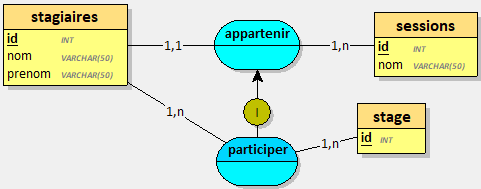 stagiaires
id INT
nom VARCHAR(50)
prenom VARCHAR(50)
1,1
appartenir
1,n
sessions
id INT
nom VARCHAR(50)
I
1,n
participer
1,n
stage
id INT